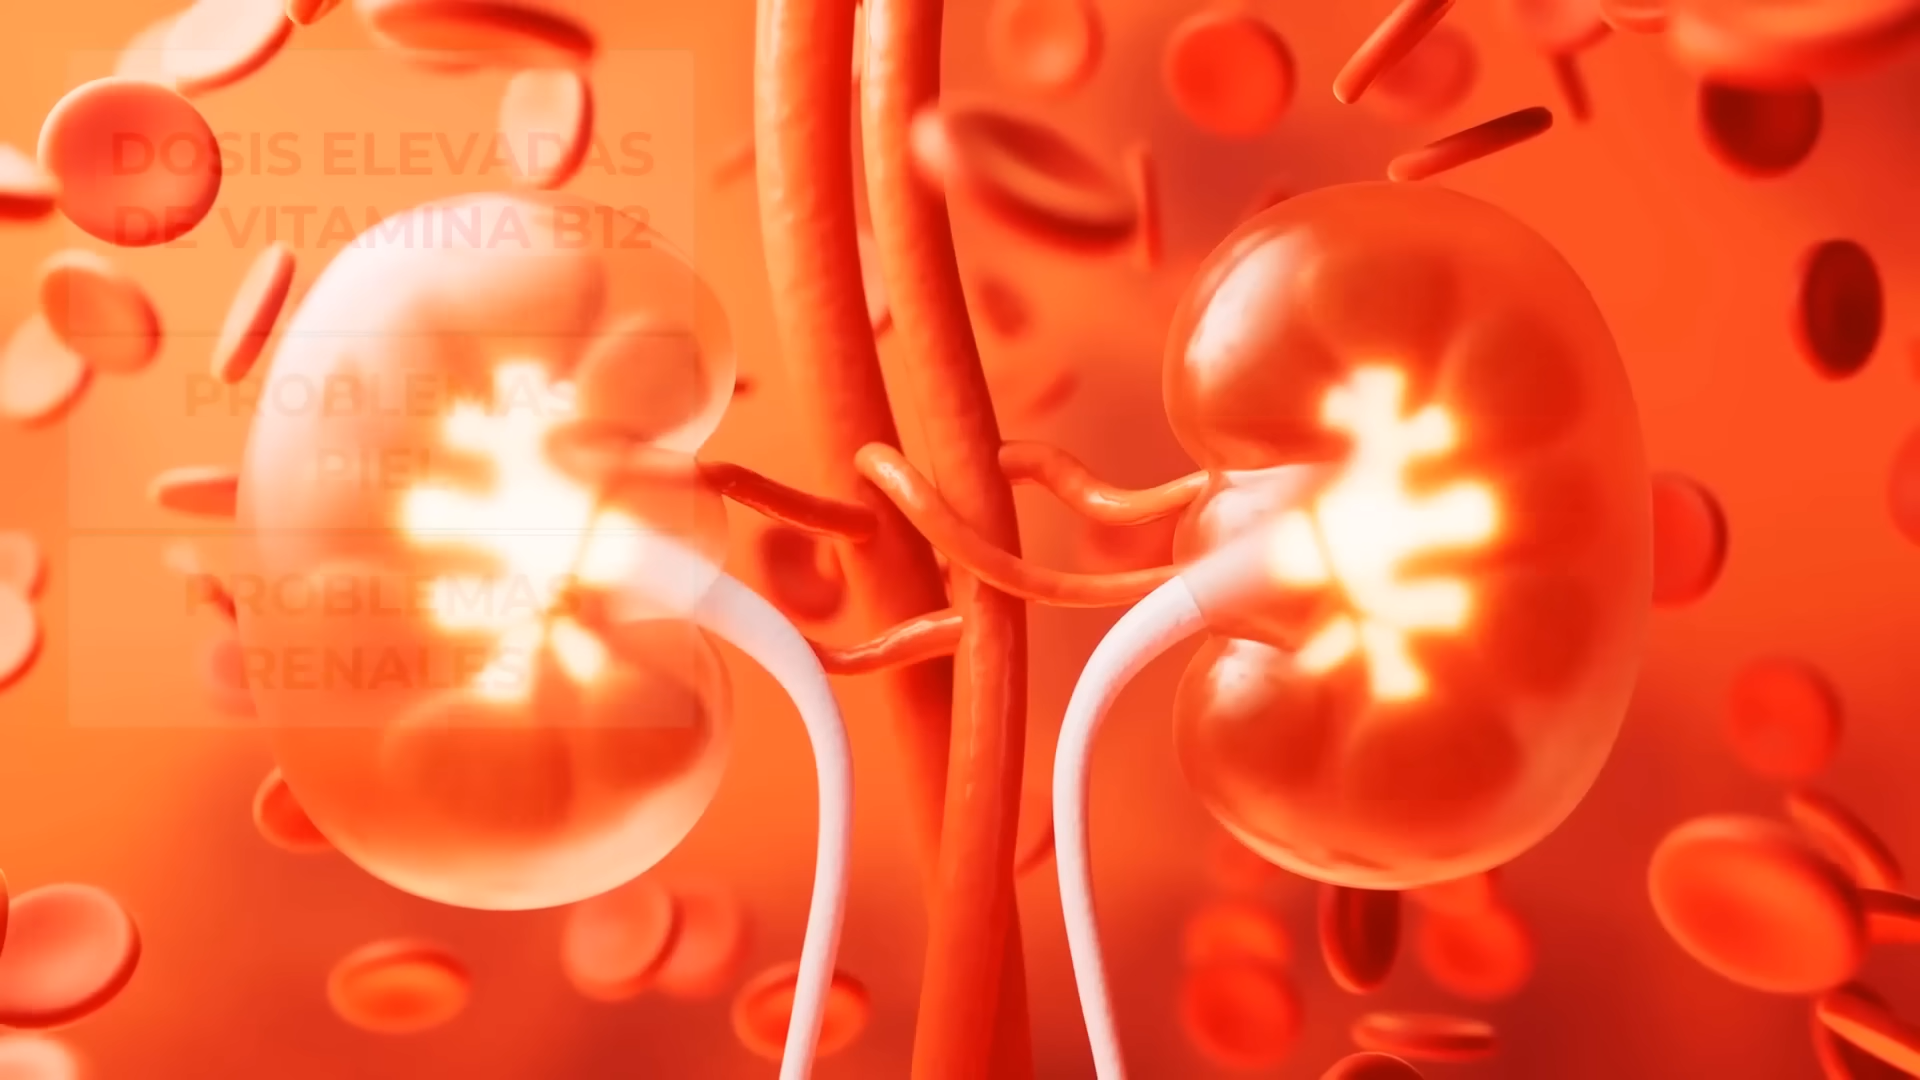 DOSIS ELEVADAS
DE VITAMINA B12
PROBLEMAS
PIEL
PROBLEMAS
RENALES